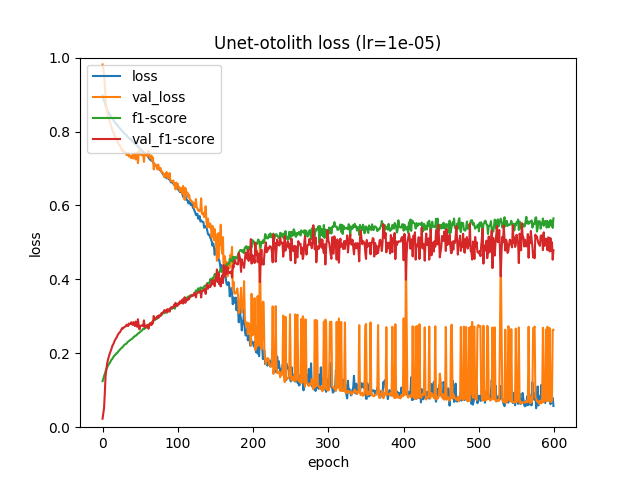 Unet-otolith loss (lr=1e-05)
loss
val_loss
f1-score
val_f1-score
1.0
0.8
0.6
0.4
0.2
0.0
loss
0 100 200 300 400 500 600
epoch